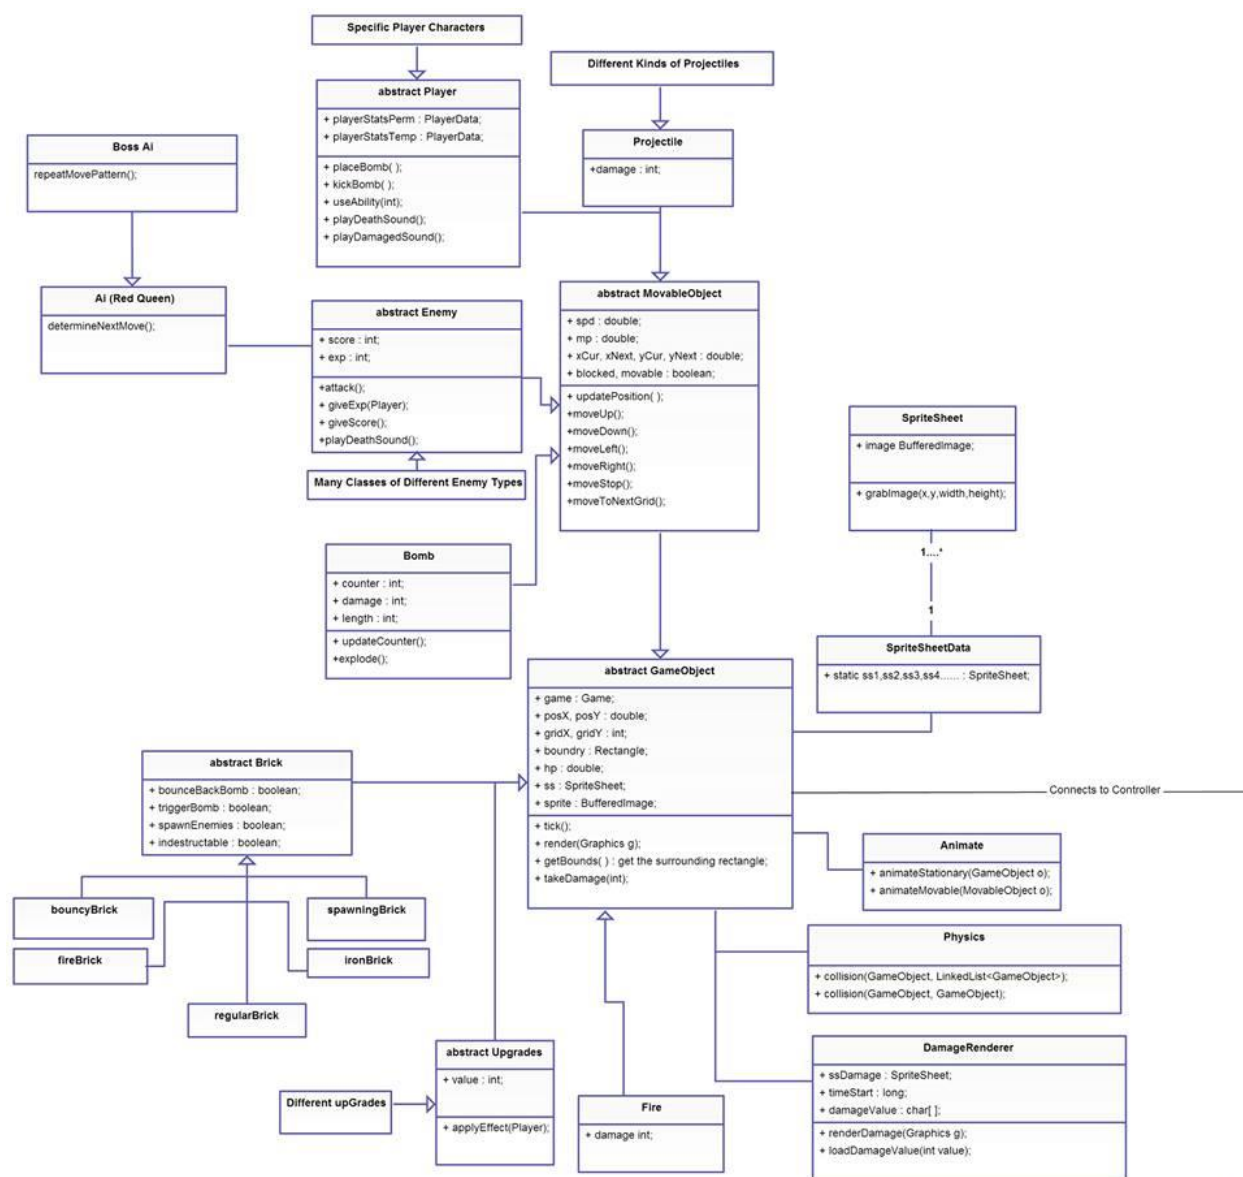 Specific Player Characters
Different Kinds of Projectiles
abstract Player
+ playerStatsPerm : PlayerData;
+ playerStatsTemp : PlayerData;
+ placeBomb( );
+ kickBomb( );
+ useAbility(int);
+ playDeathSound();
+ playDamagedSound();
Projectile
+damage : int;
Boss Ai
repeatMovePattern();
Ai (Red Queen)
determineNextMove();
abstract Enemy
+ score : int;
+ exp : int;
+attack();
+ giveExp(Player);
+ giveScore();
+playDeathSound();
Many Classes of Different Enemy Types
abstract MovableObject
+ spd : double;
+ mp : double;
+ xCur, xNext, yCur, yNext : double;
+ blocked, movable : boolean;
+ updatePosition( );
+moveUp();
+moveDown();
+moveLeft();
+moveRight();
+moveStop();
+moveToNextGrid();
SpriteSheet
+ image BufferedImage;
+ grabImage(x,y,width,height);
1....*
1
SpriteSheetData
+ static ss1,ss2,ss3,ss4...... : SpriteSheet;
Bomb
+ counter : int;
+ damage : int;
+ length : int;
+ updateCounter();
+explode();
abstract GameObject
+ game : Game;
+ posX, posY : double;
+ gridX, gridY : int;
+ boundry : Rectangle;
+ hp : double;
+ ss : SpriteSheet;
+ sprite : BufferedImage;
+ tick();
+ render(Graphics g);
+ getBounds( ) : get the surrounding rectangle;
+ takeDamage(int);
Connects to Controller
abstract Brick
+ bounceBackBomb : boolean;
+ triggerBomb : boolean;
+ spawnEnemies : boolean;
+ indestructable : boolean;
bouncyBrick
spawningBrick
fireBrick
ironBrick
regularBrick
Animate
+ animateStationary(GameObject o);
+ animateMovable(MovableObject o);
Physics
+ collision(GameObject, LinkedList<GameObject>);
+ collision(GameObject, GameObject);
DamageRenderer
+ ssDamage : SpriteSheet;
+ timeStart : long;
+ damageValue : char[ ];
+ renderDamage(Graphics g);
+ loadDamageValue(int value);
abstract Upgrades
+ value : int;
+ applyEffect(Player);
Different upGrades
Fire
+ damage int;